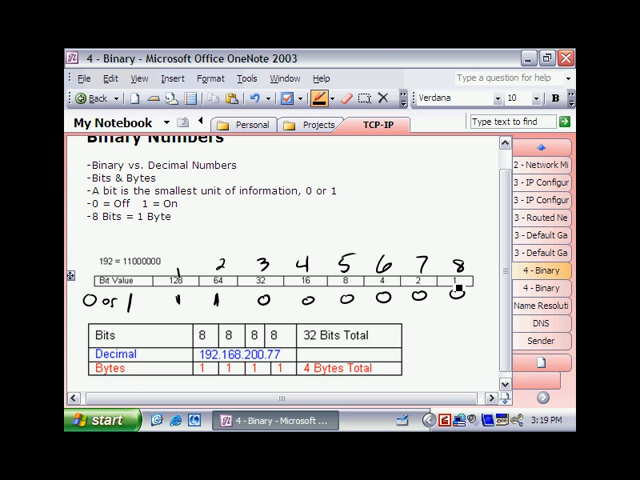 4 - Binary - Microsoft Office OneNote 2003
File Edit View Insert Format Tools Window Help Type a question for help
Back Verdana 10 B
My Notebook Personal Projects TCP-IP Type text to find
Binary Numbers
-Binary vs. Decimal Numbers
-Bits & Bytes
-A bit is the smallest unit of information, 0 or 1
-0 = Off 1 = On
-8 Bits = 1 Byte
192 = 11000000
1 2 3 4 5 6 7 8
Bit Value 128 64 32 16 8 4 2 1
0 or 1 1 1 0 0 0 0 0 0
Bits 8 8 8 8 32 Bits Total
Decimal 192.168.200.77
Bytes 1 1 1 1 4 Bytes Total
2 - Network Mi
3 - IP Configur
3 - IP Configur
3 - Routed Ne
3 - Default Ga
3 - Default Ga
4 - Binary
4 - Binary
Name Resoluti
DNS
Sender
start 4 - Binary - Microsoft ... 3:19 PM